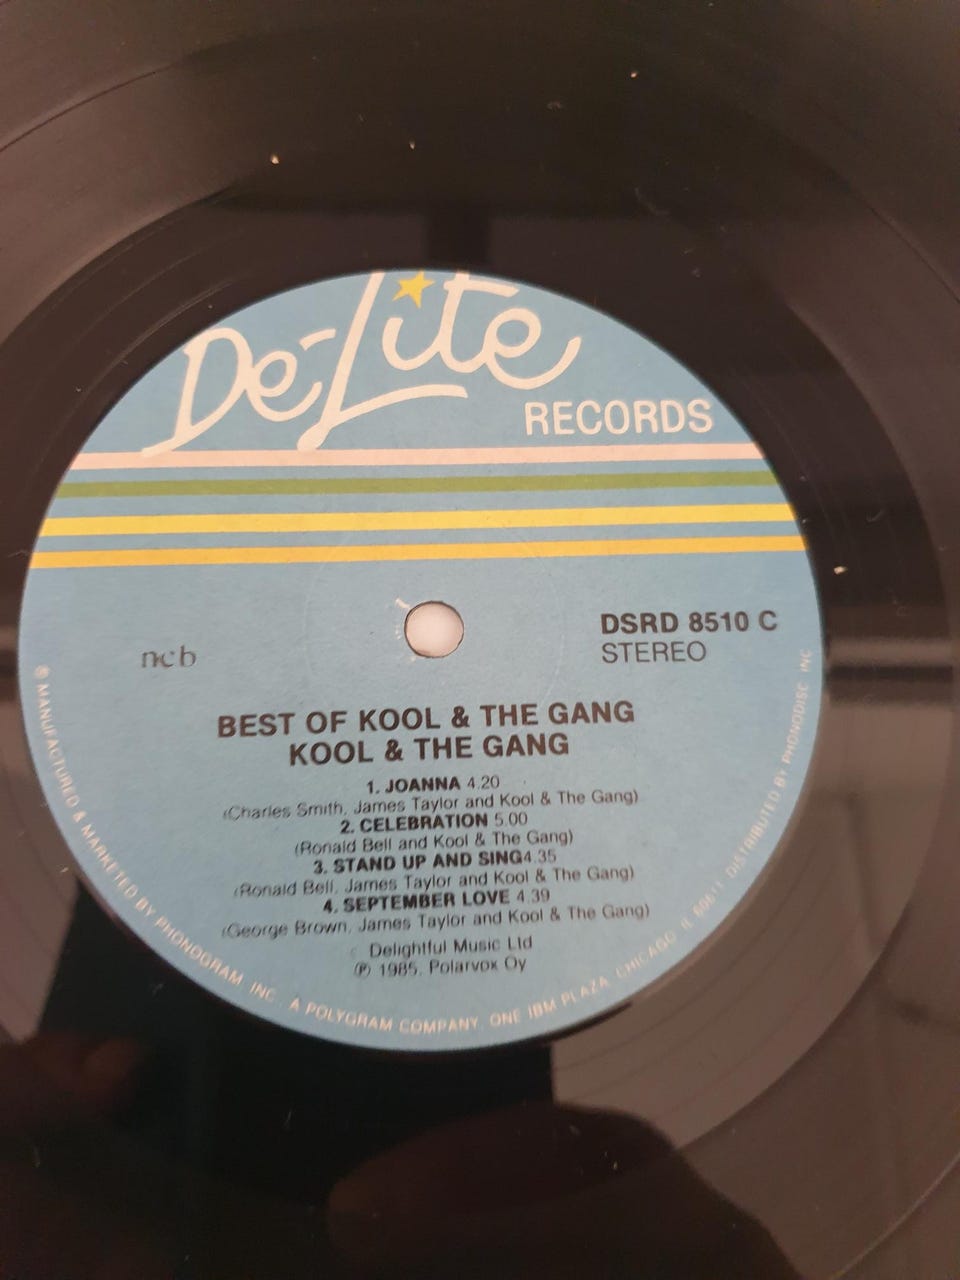 De-Lite
RECORDS
DSRD 8510 C
STEREO
ncb
BEST OF KOOL & THE GANG
KOOL & THE GANG
1. JOANNA 4.20
(Charles Smith, James Taylor and Kool & The Gang)
2. CELEBRATION 5.00
(Ronald Bell and Kool & The Gang)
3. STAND UP AND SING 4.35
(Ronald Bell, James Taylor and Kool & The Gang)
4. SEPTEMBER LOVE 4.39
(George Brown, James Taylor and Kool & The Gang)
Delightful Music Ltd
℗ 1985, Polarvox Oy
MANUFACTURED & MARKETED BY PHONOGRAM INC. A POLYGRAM COMPANY, ONE IBM PLAZA, CHICAGO IL 60611 DISTRIBUTED BY PHONODISC INC